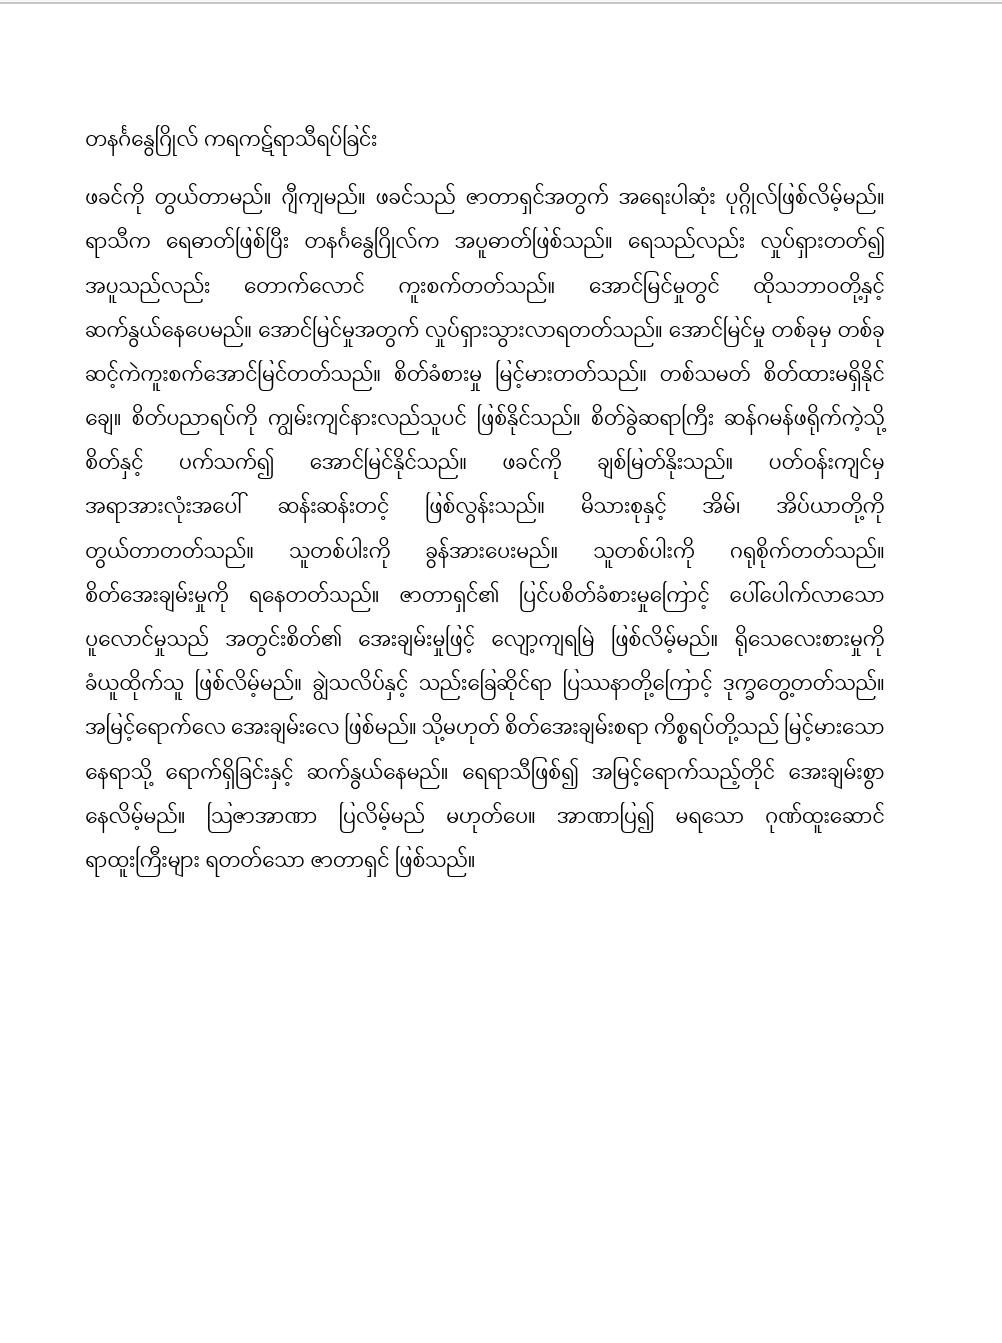 တနင်္ဂနွေဂြိုလ် ကရကဋ်ရာသီရပ်ခြင်း
ဖခင်ကို တွယ်တာမည်။ ဂျီကျမည်။ ဖခင်သည် ဇာတာရှင်အတွက် အရေးပါဆုံး ပုဂ္ဂိုလ်ဖြစ်လိမ့်မည်။
ရာသီက ရေဓာတ်ဖြစ်ပြီး တနင်္ဂနွေဂြိုလ်က အပူဓာတ်ဖြစ်သည်။ ရေသည်လည်း လှုပ်ရှားတတ်၍
အပူသည်လည်း တောက်လောင် ကူးစက်တတ်သည်။ အောင်မြင်မှုတွင် ထိုသဘာဝတို့နှင့်
ဆက်နွယ်နေပေမည်။ အောင်မြင်မှုအတွက် လှုပ်ရှားသွားလာရတတ်သည်။ အောင်မြင်မှု တစ်ခုမှ တစ်ခု
ဆင့်ကဲကူးစက်အောင်မြင်တတ်သည်။ စိတ်ခံစားမှု မြင့်မားတတ်သည်။ တစ်သမတ် စိတ်ထားမရှိနိုင်
ချေ။ စိတ်ပညာရပ်ကို ကျွမ်းကျင်နားလည်သူပင် ဖြစ်နိုင်သည်။ စိတ်ခွဲဆရာကြီး ဆန်ဂမန်ဖရိုက်ကဲ့သို့
စိတ်နှင့် ပက်သက်၍ အောင်မြင်နိုင်သည်။ ဖခင်ကို ချစ်မြတ်နိုးသည်။ ပတ်ဝန်းကျင်မှ
အရာအားလုံးအပေါ် ဆန်းဆန်းတင့် ဖြစ်လွန်းသည်။ မိသားစုနှင့် အိမ်၊ အိပ်ယာတို့ကို
တွယ်တာတတ်သည်။ သူတစ်ပါးကို ခွန်အားပေးမည်။ သူတစ်ပါးကို ဂရုစိုက်တတ်သည်။
စိတ်အေးချမ်းမှုကို ရနေတတ်သည်။ ဇာတာရှင်၏ ပြင်ပစိတ်ခံစားမှုကြောင့် ပေါ်ပေါက်လာသော
ပူလောင်မှုသည် အတွင်းစိတ်၏ အေးချမ်းမှုဖြင့် လျော့ကျရမြဲ ဖြစ်လိမ့်မည်။ ရိုသေလေးစားမှုကို
ခံယူထိုက်သူ ဖြစ်လိမ့်မည်။ ချွဲသလိပ်နှင့် သည်းခြေဆိုင်ရာ ပြဿနာတို့ကြောင့် ဒုက္ခတွေ့တတ်သည်။
အမြင့်ရောက်လေ အေးချမ်းလေ ဖြစ်မည်။ သို့မဟုတ် စိတ်အေးချမ်းစရာ ကိစ္စရပ်တို့သည် မြင့်မားသော
နေရာသို့ ရောက်ရှိခြင်းနှင့် ဆက်နွယ်နေမည်။ ရေရာသီဖြစ်၍ အမြင့်ရောက်သည့်တိုင် အေးချမ်းစွာ
နေလိမ့်မည်။ ဩဇာအာဏာ ပြလိမ့်မည် မဟုတ်ပေ။ အာဏာပြ၍ မရသော ဂုဏ်ထူးဆောင်
ရာထူးကြီးများ ရတတ်သော ဇာတာရှင် ဖြစ်သည်။